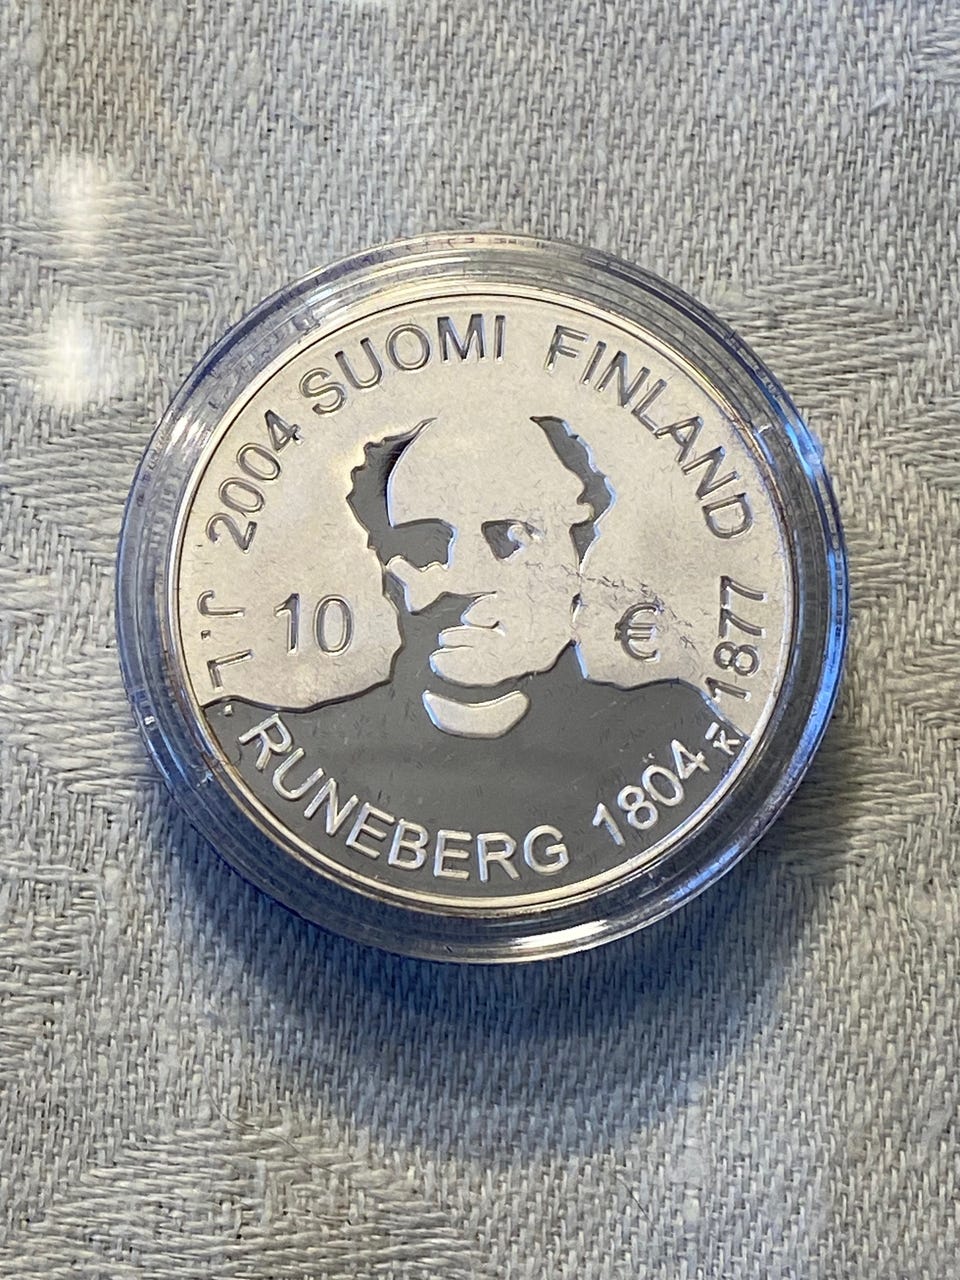 2004 SUOMI FINLAND
10 €
J.L. RUNEBERG 1804-1877
K